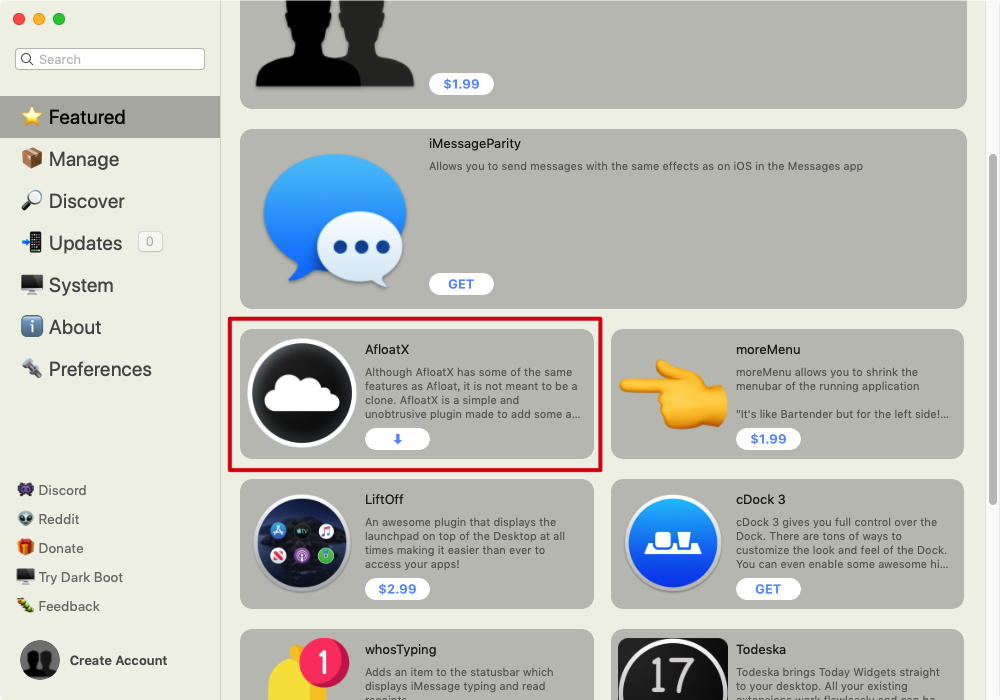 Search
Featured
Manage
Discover
Updates 0
System
About
Preferences
Discord
Reddit
Donate
Try Dark Boot
Feedback
Create Account
$1.99
iMessageParity
Allows you to send messages with the same effects as on iOS in the Messages app
GET
AfloatX
Although AfloatX has some of the same
features as Afloat, it is not meant to be a
clone. AfloatX is a simple and
unobtrusive plugin made to add some a...
moreMenu
moreMenu allows you to shrink the
menubar of the running application
"It's like Bartender but for the left side!...
$1.99
LiftOff
An awesome plugin that displays the
launchpad on top of the Desktop at all
times making it easier than ever to
access your apps!
$2.99
cDock 3
cDock 3 gives you full control over the
Dock. There are tons of ways to
customize the look and feel of the Dock.
You can even enable some awesome hi...
GET
1
whosTyping
Adds an item to the statusbar which
displays iMessage typing and read
receipts
17
Todeska
Todeska brings Today Widgets straight
to your desktop. All your existing
extensions work flawlessly and can be